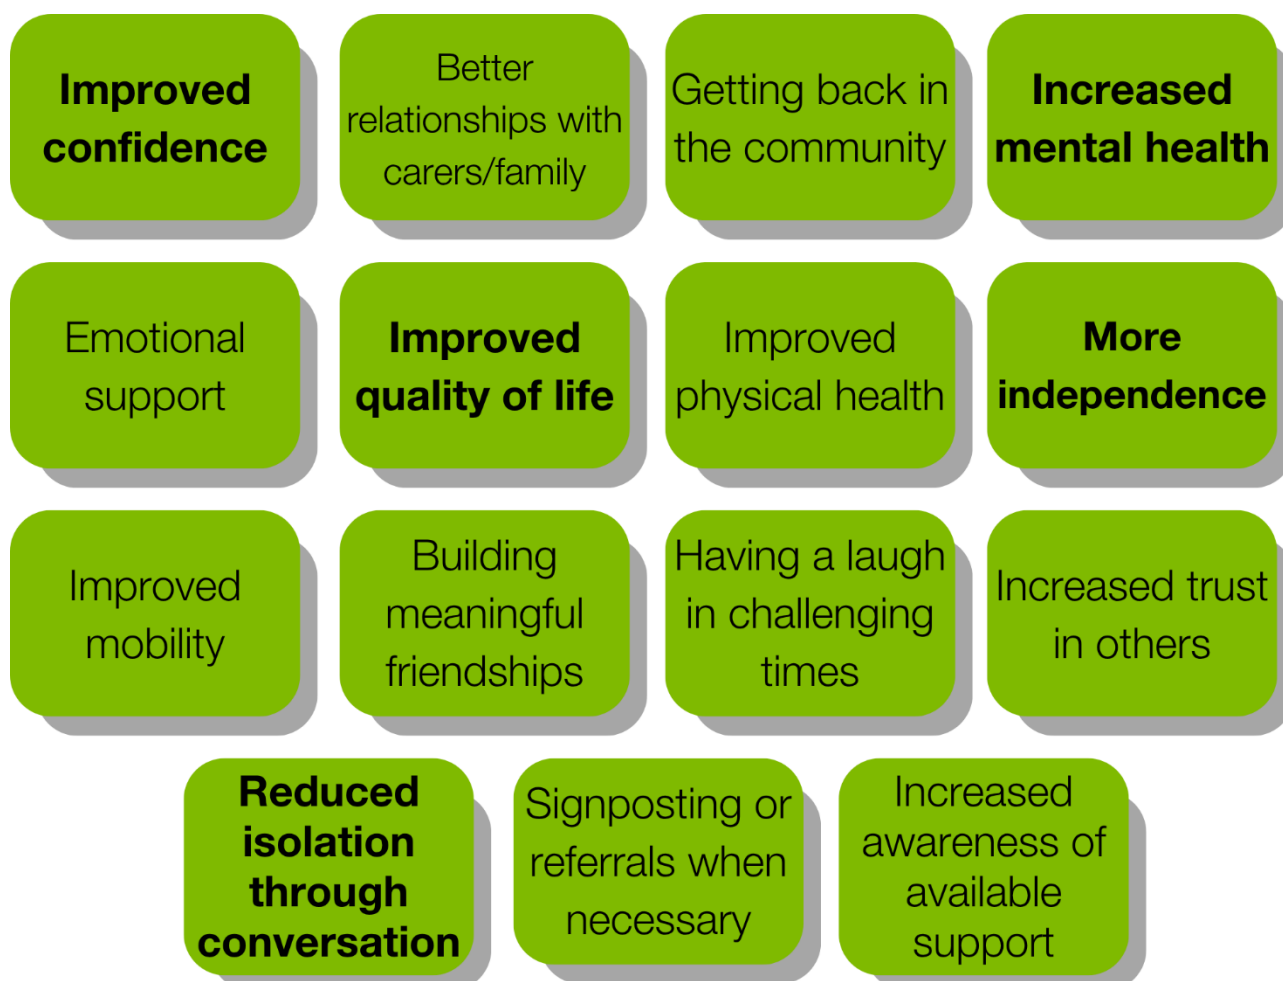 Improved
confidence
Better
relationships with
carers/family
Getting back in
the community
Increased
mental health
Emotional
support
Improved
quality of life
Improved
physical health
More
independence
Improved
mobility
Building
meaningful
friendships
Having a laugh
in challenging
times
Increased trust
in others
Reduced
isolation
through
conversation
Signposting or
referrals when
necessary
Increased
awareness of
available
support